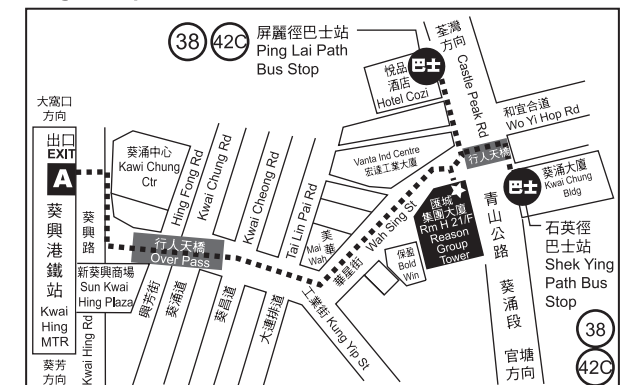 38
42C
屏麗徑巴士站
Ping Lai Path
Bus Stop
荃灣
方向
巴士
悅品
酒店
Hotel Cozi
Castle Peak Rd
和宜合道
Wo Yi Hop Rd
大窩口
方向
出口
EXIT
A
葵興港鐵站
Kwai
Hing
MTR
葵芳
方向
葵興路
Kwai Hing Rd
葵涌中心
Kawi Chung
Ctr
新葵興商場
Sun Kwai
Hing Plaza
行人天橋
Over Pass
Hing Fong Rd
Kwai Chung Rd
Kwai Cheong Rd
Tai Lin Pai Rd
興芳街
葵涌道
葵昌道
大連排道
美華
Mai
Wah
Vanta Ind Centre
宏達工業大廈
華星街 Wah Sing St
上業街 Kung Yip St
保盈
Bold
Win
匯城
集團大廈
Rm H 21/F
Reason
Group
Tower
行人天橋
巴士
葵涌大廈
Kwai Chung
Bldg
青山公路
葵涌段
官塘
方向
石英徑
巴士站
Shek Ying
Path Bus
Stop
38
42C